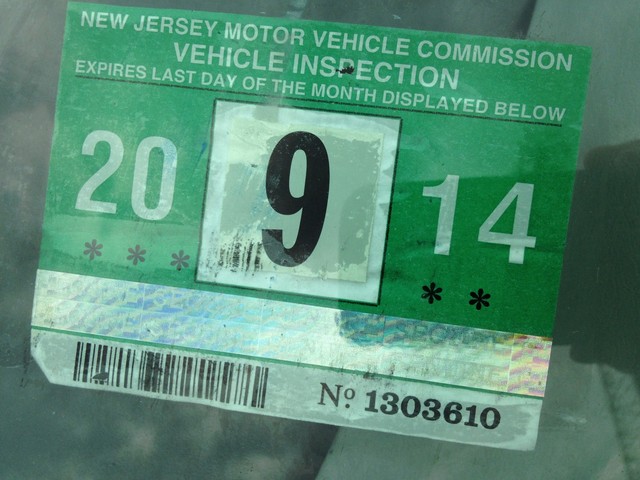 NEW JERSEY MOTOR VEHICLE COMMISSION
VEHICLE INSPECTION
EXPIRES LAST DAY OF THE MONTH DISPLAYED BELOW
20 9 14
*** **
Nº 1303610